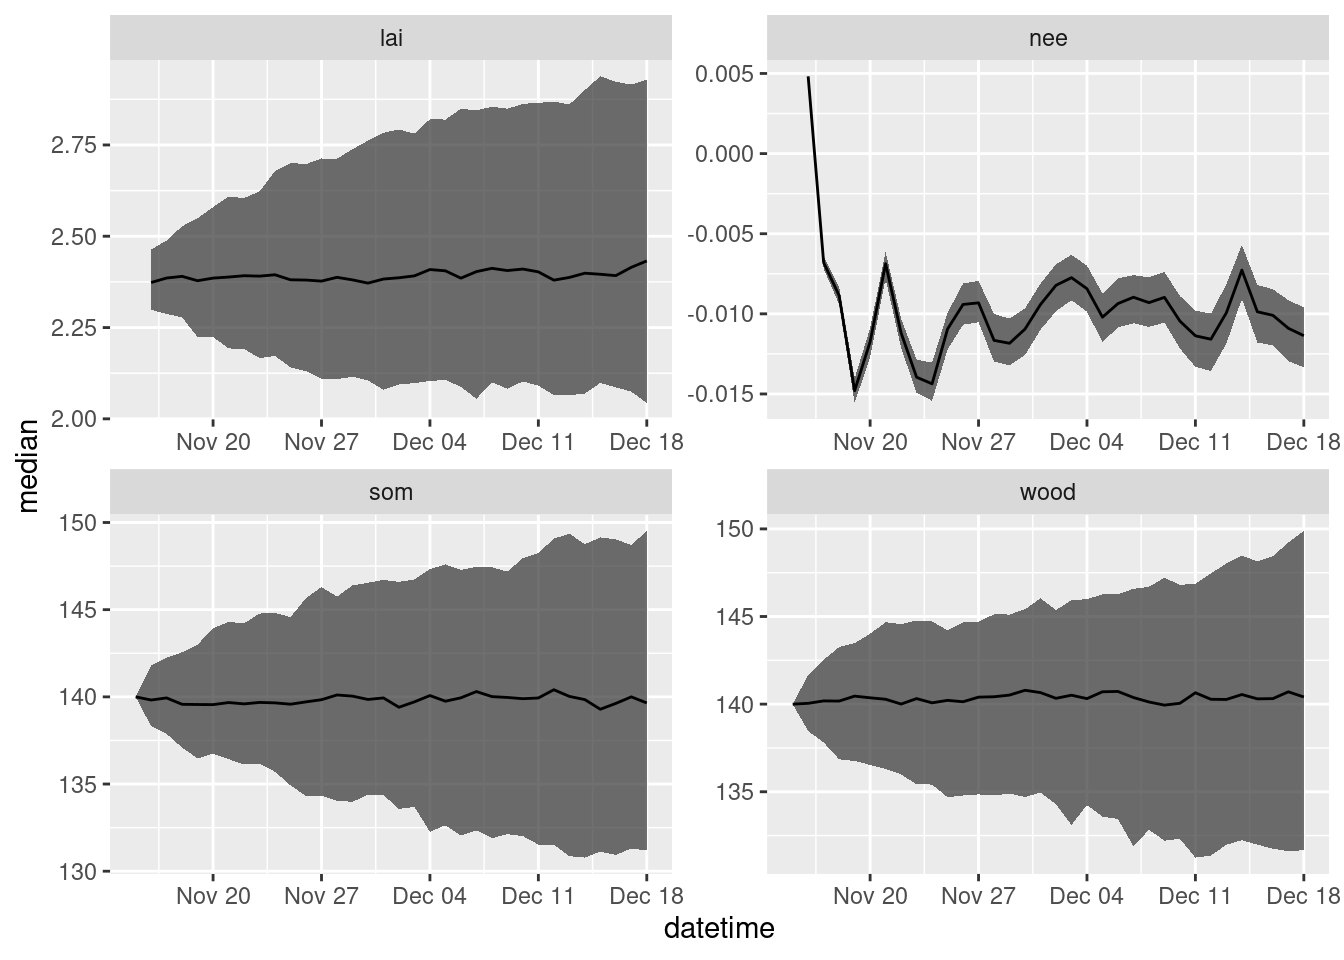 lai
nee
2.75
2.50
2.25
2.00
0.005
0.000
-0.005
-0.010
-0.015
Nov 20 Nov 27 Dec 04 Dec 11 Dec 18
Nov 20 Nov 27 Dec 04 Dec 11 Dec 18
median
som
wood
150
145
140
135
130
150
145
140
135
Nov 20 Nov 27 Dec 04 Dec 11 Dec 18
Nov 20 Nov 27 Dec 04 Dec 11 Dec 18
datetime